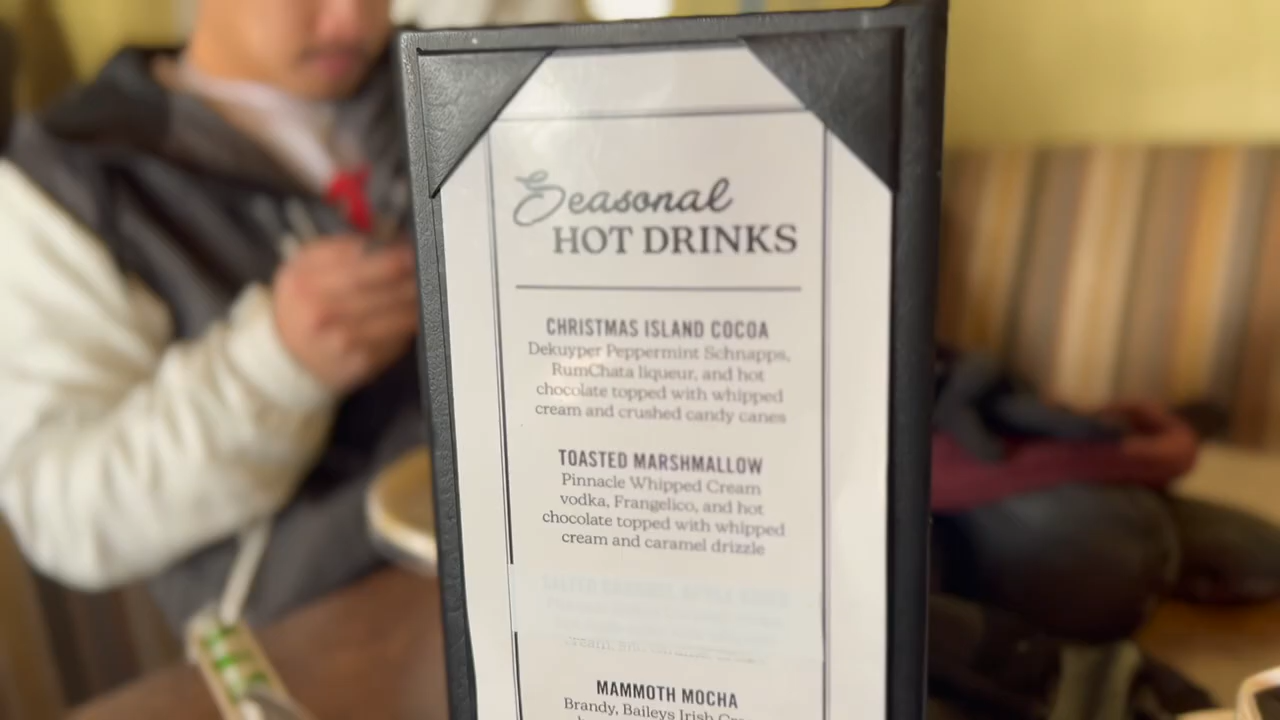 Seasonal
HOT DRINKS
CHRISTMAS ISLAND COCOA
Dekuyper Peppermint Schnapps,
RumChata liqueur, and hot
chocolate topped with whipped
cream and crushed candy canes
TOASTED MARSHMALLOW
Pinnacle Whipped Cream
vodka, Frangelico, and hot
chocolate topped with whipped
cream and caramel drizzle
MAMMOTH MOCHA
Brandy, Baileys Irish